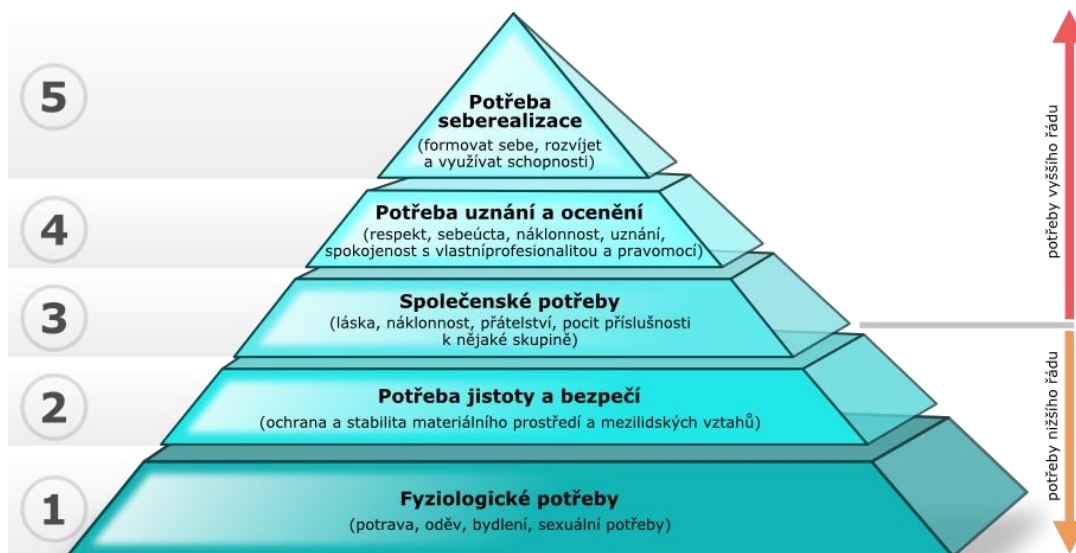 5
Potřeba
seberealizace
(formovat sebe, rozvíjet
a využívat schopnosti)
4
Potřeba uznání a ocenění
(respekt, sebeúcta, náklonnost, uznání,
spokojenost s vlastníprofesionalitou a pravomocí)
3
Společenské potřeby
(láska, náklonnost, přátelství, pocit příslušnosti
k nějaké skupině)
2
Potřeba jistoty a bezpečí
(ochrana a stabilita materiálního prostředí a mezilidských vztahů)
1
Fyziologické potřeby
(potrava, oděv, bydlení, sexuální potřeby)
potřeby vyššího řádu
potřeby nižšího řádu